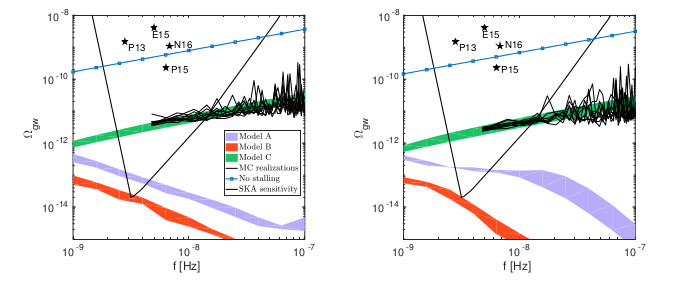 10^-8
E15
P13
N16
P15
10^-10
Ω_gw
10^-12
Model A
Model B
Model C
MC realizations
No stalling
SKA sensitivity
10^-14
10^-9
10^-8
10^-7
f [Hz]
10^-8
E15
P13
N16
P15
10^-10
Ω_gw
10^-12
10^-14
10^-9
10^-8
10^-7
f [Hz]